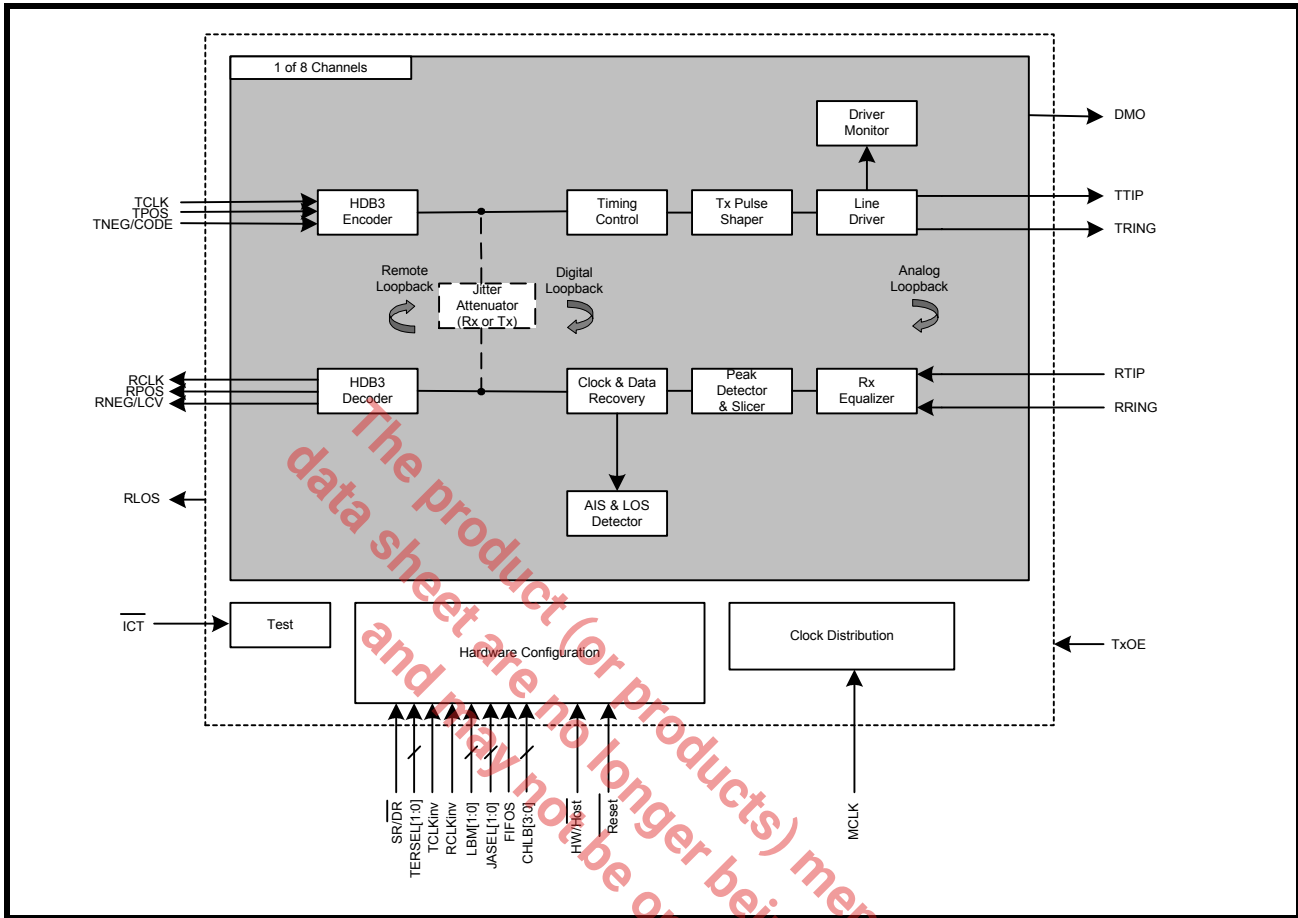 1 of 8 Channels
Driver
Monitor
DMO
TCLK
TPOS
TNEG/CODE
HDB3
Encoder
Timing
Control
Tx Pulse
Shaper
Line
Driver
TTIP
TRING
Remote
Loopback
Jitter
Attenuator
(Rx or Tx)
Digital
Loopback
Analog
Loopback
RCLK
RPOS
RNEG/LCV
HDB3
Decoder
Clock & Data
Recovery
Peak
Detector
& Slicer
Rx
Equalizer
RTIP
RRING
RLOS
AIS & LOS
Detector
ICT
Test
Hardware Configuration
Clock Distribution
TxOE
SR/DR
TERSEL[1:0]
TCLKinv
RCLKinv
LBM[1:0]
JASEL[1:0]
FIFOS
CHLB[3:0]
HW/Host
Reset
MCLK
The product (or products) men
data sheet are no longer bei
and may not be o